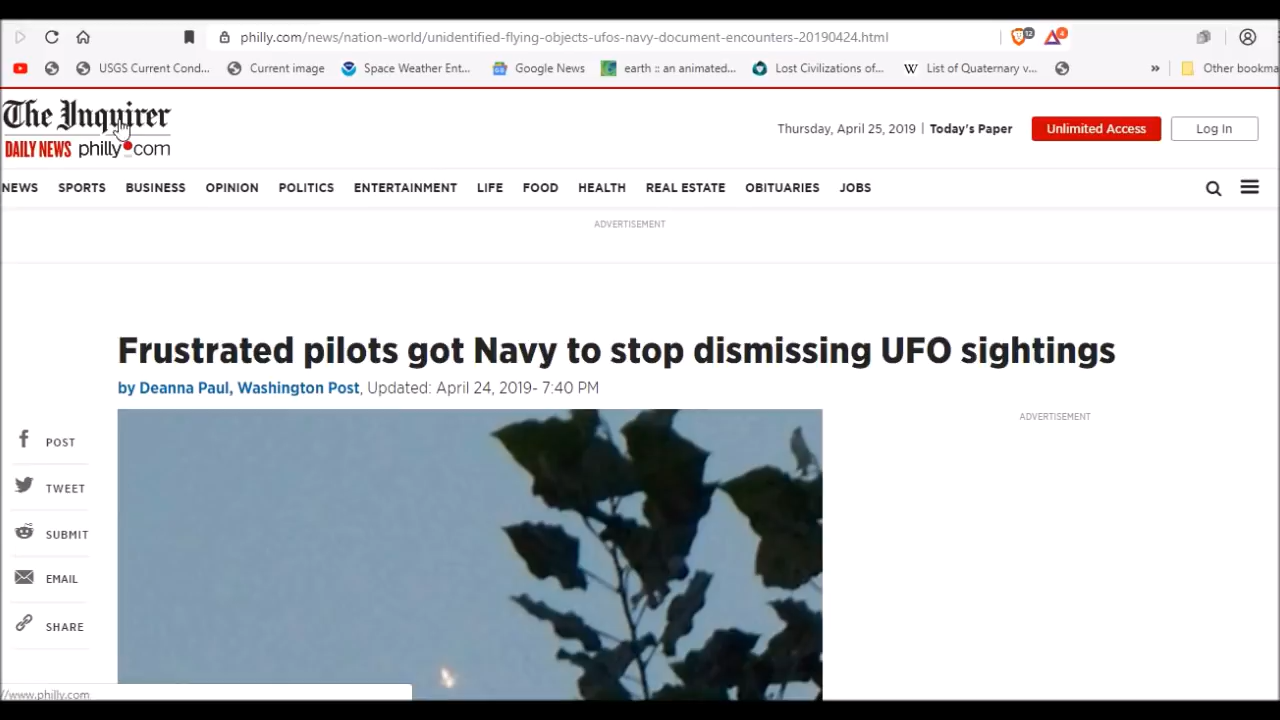 philly.com/news/nation-world/unidentified-flying-objects-ufos-navy-document-encounters-20190424.html
12
4
USGS Current Cond...
Current image
Space Weather Ent...
Google News
earth :: an animated...
Lost Civilizations of...
W List of Quaternary v...
»
Other bookma
The Inquirer
DAILY NEWS philly.com
Thursday, April 25, 2019 | Today's Paper
Unlimited Access
Log In
NEWS SPORTS BUSINESS OPINION POLITICS ENTERTAINMENT LIFE FOOD HEALTH REAL ESTATE OBITUARIES JOBS
ADVERTISEMENT
Frustrated pilots got Navy to stop dismissing UFO sightings
by Deanna Paul, Washington Post, Updated: April 24, 2019- 7:40 PM
ADVERTISEMENT
POST
TWEET
SUBMIT
EMAIL
SHARE
//www.philly.com